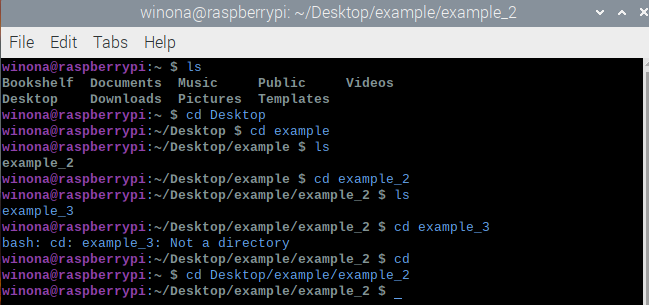 winona@raspberrypi: ~/Desktop/example/example_2
File Edit Tabs Help
winona@raspberrypi:~ $ ls
Bookshelf  Documents  Music     Public     Videos
Desktop    Downloads  Pictures  Templates
winona@raspberrypi:~ $ cd Desktop
winona@raspberrypi:~/Desktop $ cd example
winona@raspberrypi:~/Desktop/example $ ls
example_2
winona@raspberrypi:~/Desktop/example $ cd example_2
winona@raspberrypi:~/Desktop/example/example_2 $ ls
example_3
winona@raspberrypi:~/Desktop/example/example_2 $ cd example_3
bash: cd: example_3: Not a directory
winona@raspberrypi:~/Desktop/example/example_2 $ cd
winona@raspberrypi:~ $ cd Desktop/example/example_2
winona@raspberrypi:~/Desktop/example/example_2 $ _